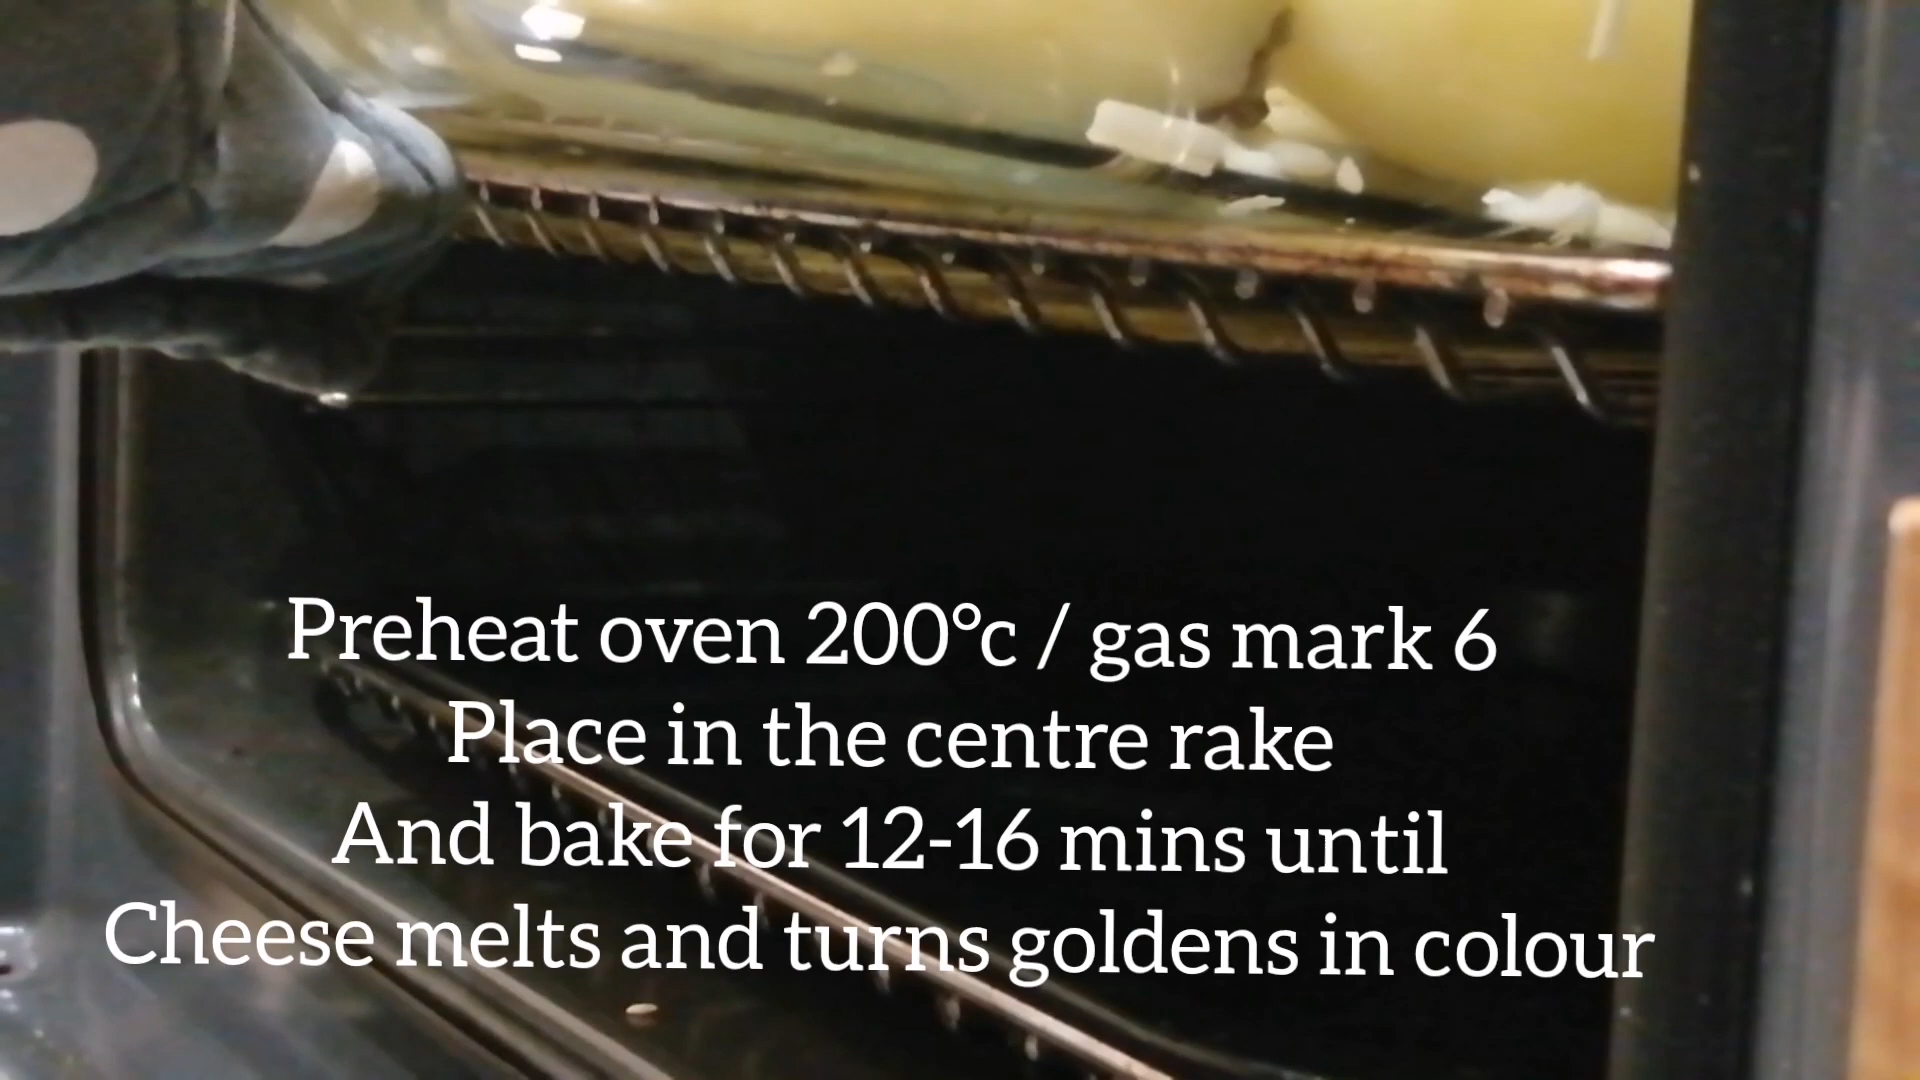 Preheat oven 200°c / gas mark 6
Place in the centre rake
And bake for 12-16 mins until
Cheese melts and turns goldens in colour